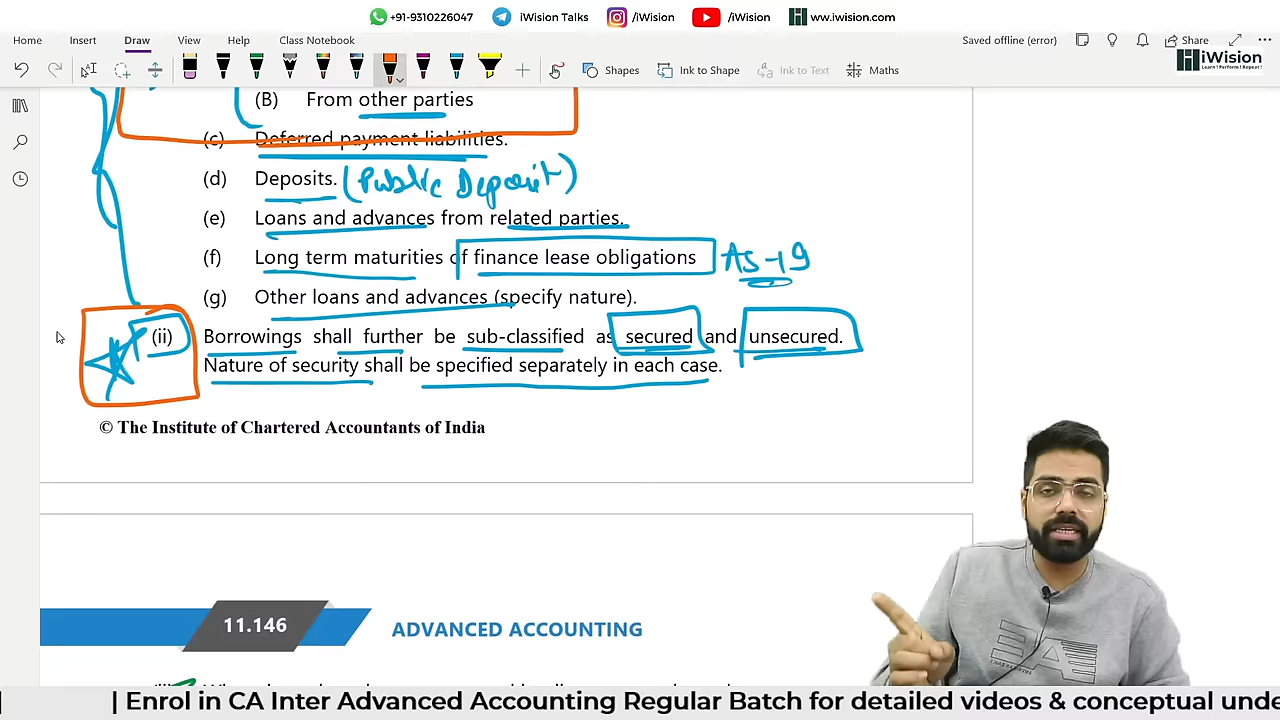 +91-9310226047 iWision Talks /iWision /iWision ww.iwision.com
Home Insert Draw View Help Class Notebook Saved offline (error) Share
Shapes Ink to Shape Ink to Text Maths
iWision
Learn ! Perform ! Repeat !
(B) From other parties
(c) Deferred payment liabilities.
(d) Deposits. (Public Deposit)
(e) Loans and advances from related parties.
(f) Long term maturities of finance lease obligations AS-19
(g) Other loans and advances (specify nature).
(ii) Borrowings shall further be sub-classified as secured and unsecured.
Nature of security shall be specified separately in each case.
© The Institute of Chartered Accountants of India
11.146 ADVANCED ACCOUNTING
| Enrol in CA Inter Advanced Accounting Regular Batch for detailed videos & conceptual unde